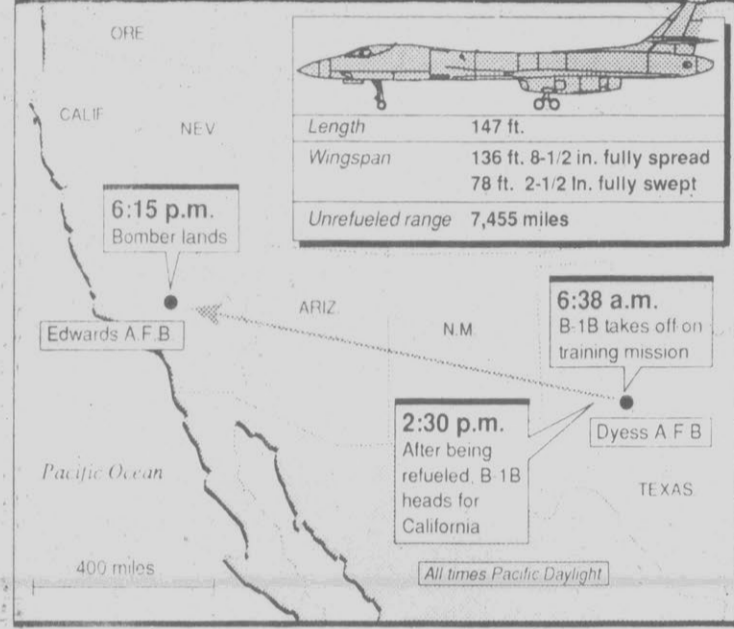 ORE
CALIF
NEV
Length 147 ft.
Wingspan 136 ft. 8-1/2 in. fully spread
78 ft. 2-1/2 In. fully swept
Unrefueled range 7,455 miles
6:15 p.m.
Bomber lands
Edwards A.F.B.
ARIZ.
N.M.
6:38 a.m.
B-1B takes off on
training mission
Dyess A F B
2:30 p.m.
After being
refueled, B-1B
heads for
California
TEXAS
Pacific Ocean
400 miles
All times Pacific Daylight